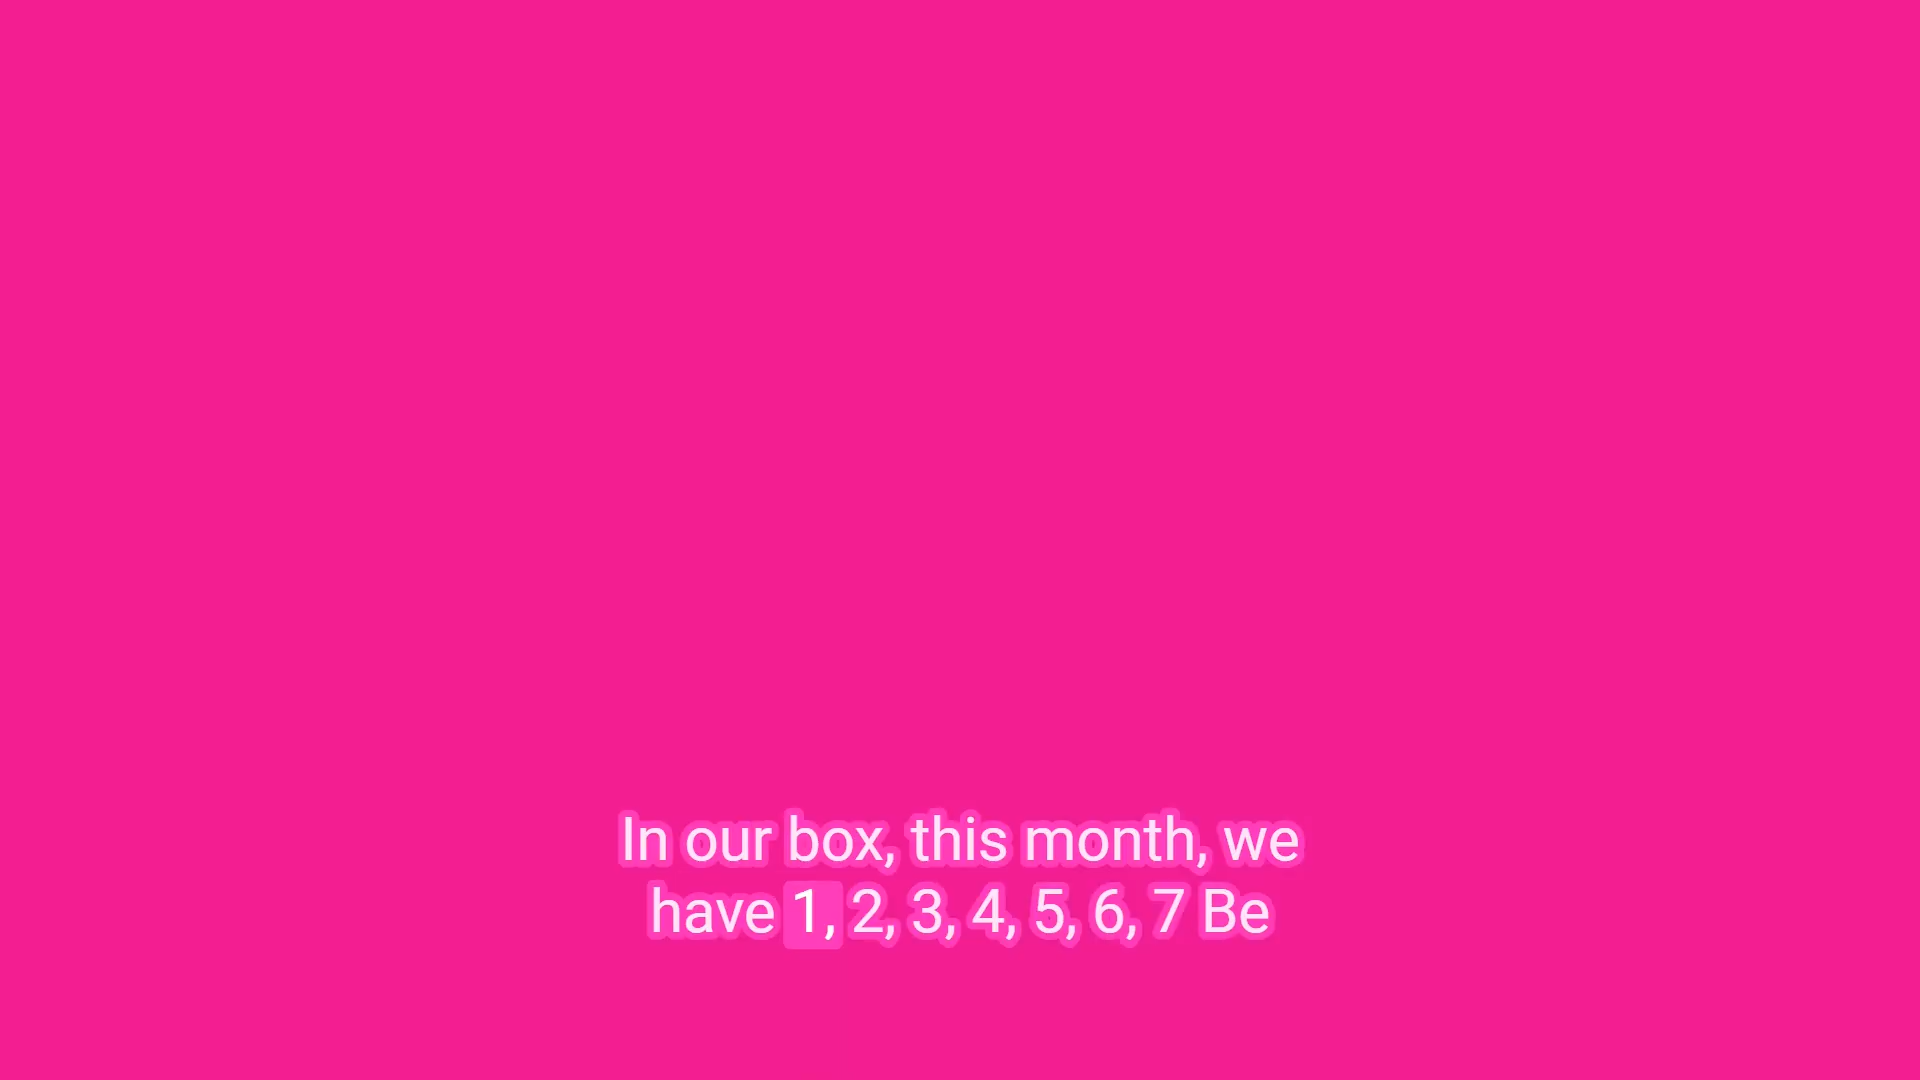 In our box, this month, we
have 1, 2, 3, 4, 5, 6, 7 Be